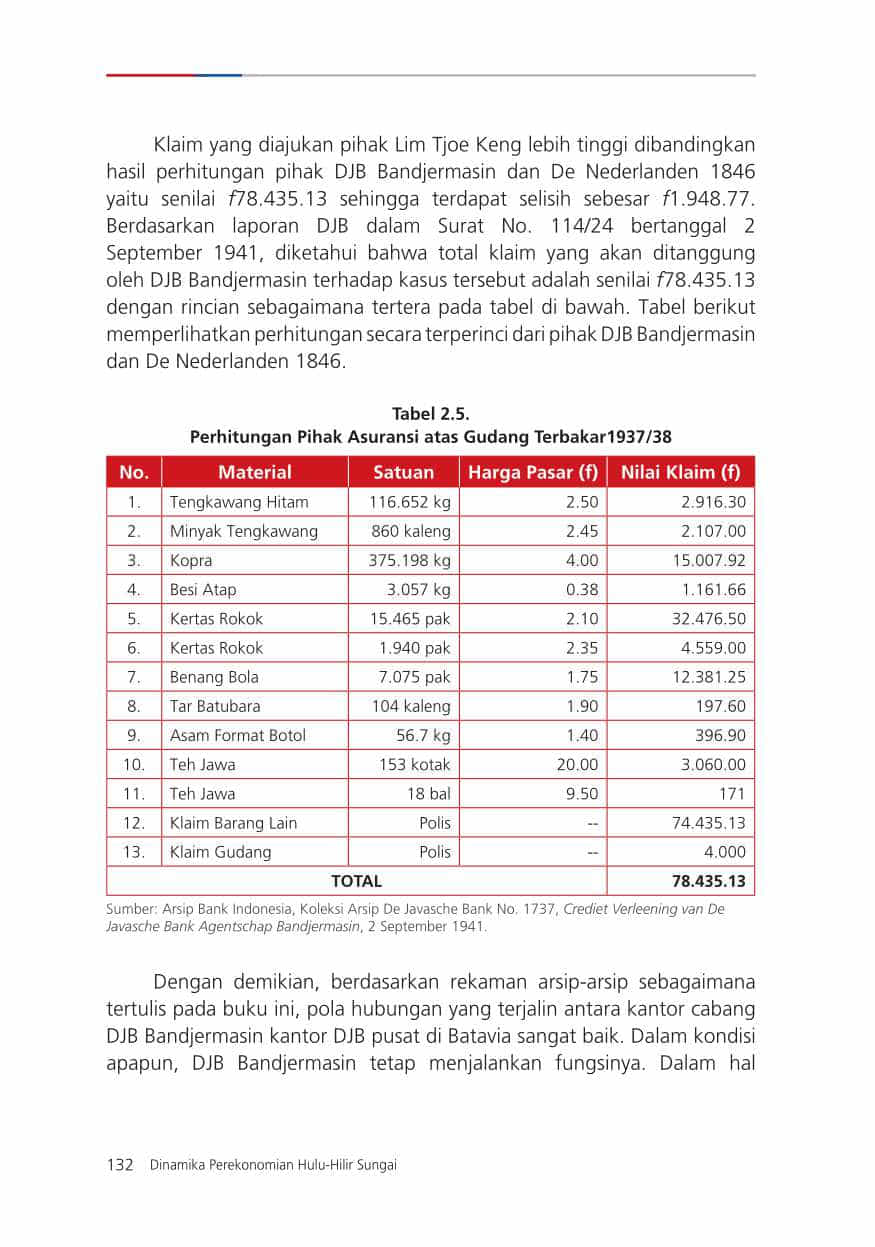 Klaim yang diajukan pihak Lim Tjoe Keng lebih tinggi dibandingkan
hasil perhitungan pihak DJB Bandjermasin dan De Nederlanden 1846
yaitu senilai f78.435.13 sehingga terdapat selisih sebesar f1.948.77.
Berdasarkan laporan DJB dalam Surat No. 114/24 bertanggal 2
September 1941, diketahui bahwa total klaim yang akan ditanggung
oleh DJB Bandjermasin terhadap kasus tersebut adalah senilai f78.435.13
dengan rincian sebagaimana tertera pada tabel di bawah. Tabel berikut
memperlihatkan perhitungan secara terperinci dari pihak DJB Bandjermasin
dan De Nederlanden 1846.
Tabel 2.5.
Perhitungan Pihak Asuransi atas Gudang Terbakar1937/38
No. Material Satuan Harga Pasar (f) Nilai Klaim (f)
1. Tengkawang Hitam 116.652 kg 2.50 2.916.30
2. Minyak Tengkawang 860 kaleng 2.45 2.107.00
3. Kopra 375.198 kg 4.00 15.007.92
4. Besi Atap 3.057 kg 0.38 1.161.66
5. Kertas Rokok 15.465 pak 2.10 32.476.50
6. Kertas Rokok 1.940 pak 2.35 4.559.00
7. Benang Bola 7.075 pak 1.75 12.381.25
8. Tar Batubara 104 kaleng 1.90 197.60
9. Asam Format Botol 56.7 kg 1.40 396.90
10. Teh Jawa 153 kotak 20.00 3.060.00
11. Teh Jawa 18 bal 9.50 171
12. Klaim Barang Lain Polis -- 74.435.13
13. Klaim Gudang Polis -- 4.000
TOTAL 78.435.13
Sumber: Arsip Bank Indonesia, Koleksi Arsip De Javasche Bank No. 1737, Crediet Verleening van De
Javasche Bank Agentschap Bandjermasin, 2 September 1941.
Dengan demikian, berdasarkan rekaman arsip-arsip sebagaimana
tertulis pada buku ini, pola hubungan yang terjalin antara kantor cabang
DJB Bandjermasin kantor DJB pusat di Batavia sangat baik. Dalam kondisi
apapun, DJB Bandjermasin tetap menjalankan fungsinya. Dalam hal
132 Dinamika Perekonomian Hulu-Hilir Sungai